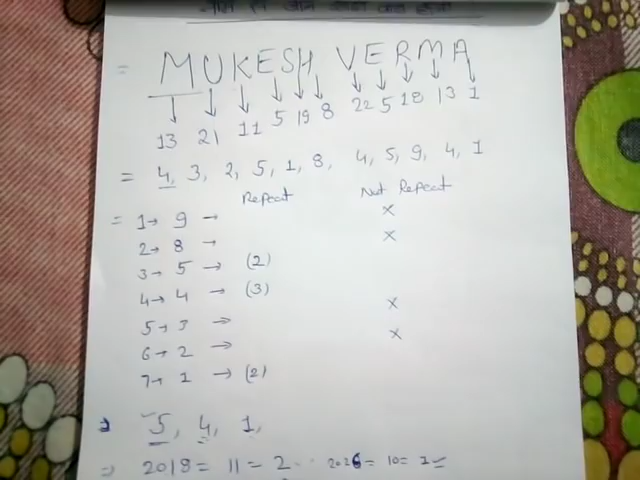 = MUKESH VERMA
13 21 11 5 19 8 22 5 18 13 1
= 4, 3, 2, 5, 1, 8, 4, 5, 9, 4, 1
Repeat Not Repeat
= 1→ 9 → ×
2→ 8 → ×
3→ 5 → (2)
4→ 4 → (3)
5→ 3 → ×
6→ 2 → ×
7→ 1 → (2)
⇒ 5, 4, 1,
⇒ 2018 = 11 = 2 2026 = 10 = 1